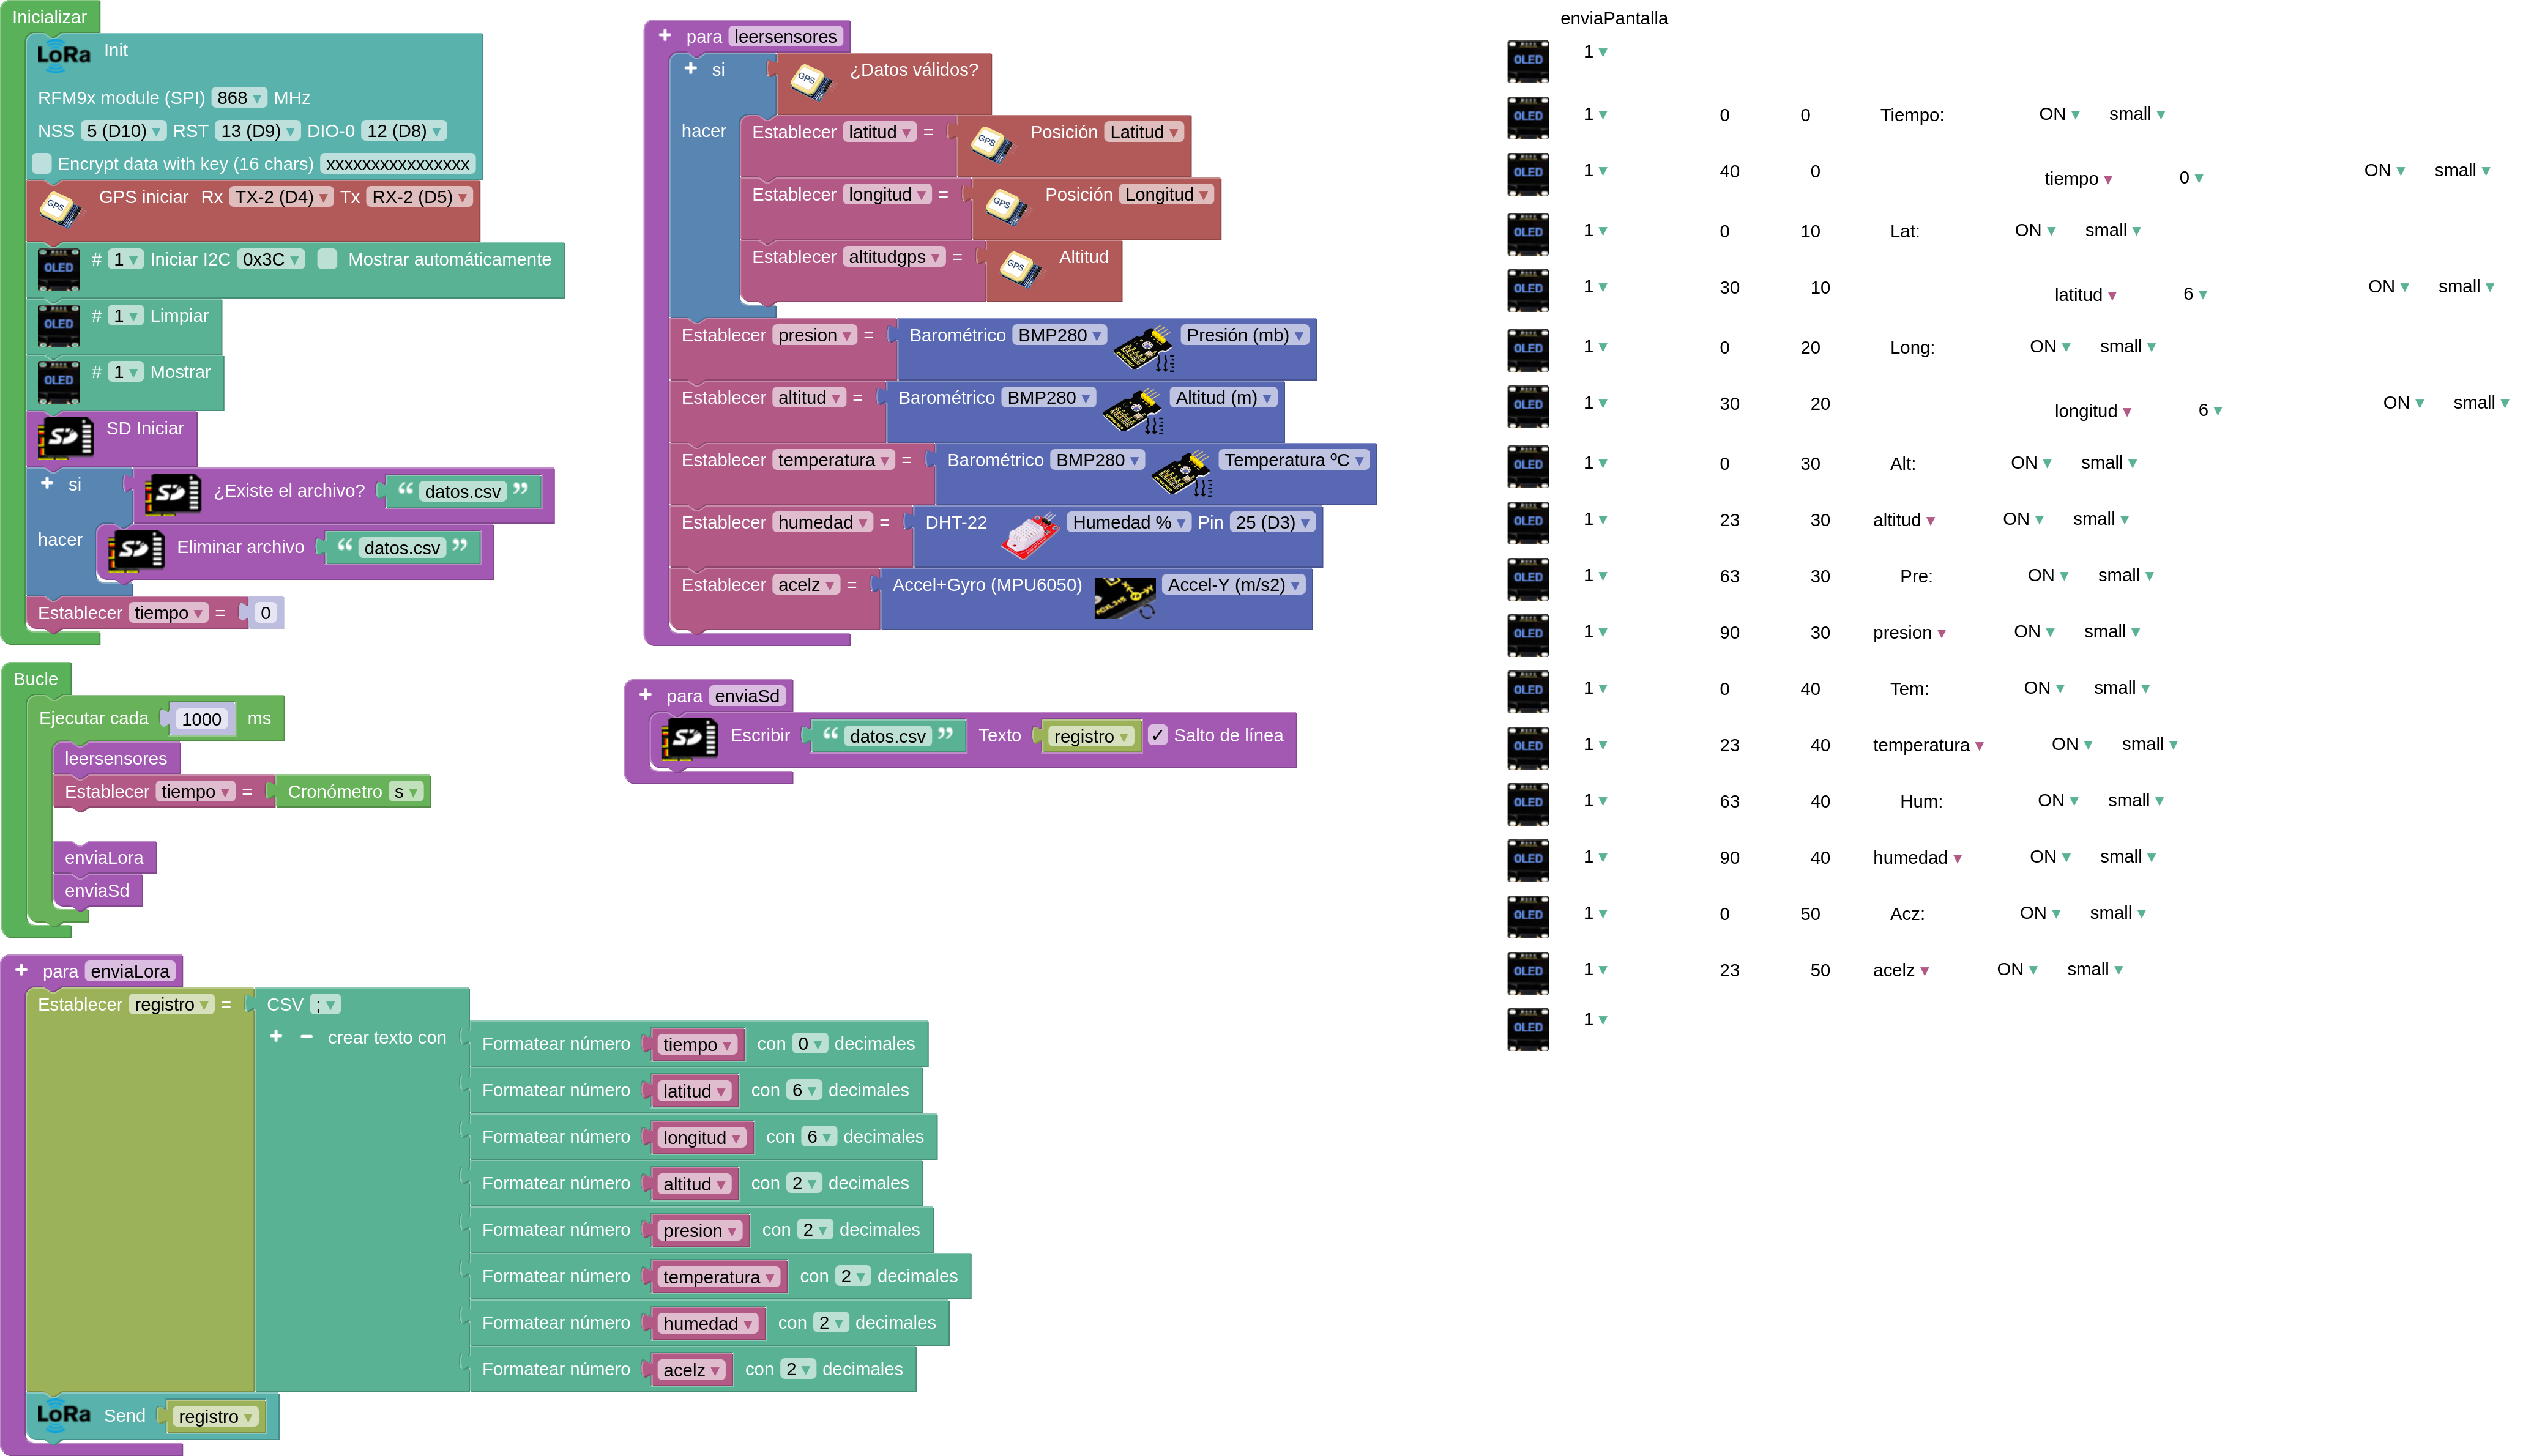 Inicializar
LoRa Init
RFM9x module (SPI) 868 MHz
NSS 5 (D10) RST 13 (D9) DIO-0 12 (D8)
Encrypt data with key (16 chars) xxxxxxxxxxxxxxxx
GPS GPS iniciar Rx TX-2 (D4) Tx RX-2 (D5)
OLED # 1 Iniciar I2C 0x3C Mostrar automáticamente
OLED # 1 Limpiar
OLED # 1 Mostrar
SD SD Iniciar
si SD ¿Existe el archivo? “ datos.csv ”
hacer SD Eliminar archivo “ datos.csv ”
Establecer tiempo = 0
Bucle
Ejecutar cada 1000 ms
leersensores
Establecer tiempo = Cronómetro s
enviaLora
enviaSd
para enviaLora
Establecer registro = CSV ;
crear texto con
Formatear número tiempo con 0 decimales
Formatear número latitud con 6 decimales
Formatear número longitud con 6 decimales
Formatear número altitud con 2 decimales
Formatear número presion con 2 decimales
Formatear número temperatura con 2 decimales
Formatear número humedad con 2 decimales
Formatear número acelz con 2 decimales
LoRa Send registro
para leersensores
si GPS ¿Datos válidos?
hacer Establecer latitud = GPS Posición Latitud
Establecer longitud = GPS Posición Longitud
Establecer altitudgps = GPS Altitud
Establecer presion = Barométrico BMP280 Presión (mb)
Establecer altitud = Barométrico BMP280 Altitud (m)
Establecer temperatura = Barométrico BMP280 Temperatura ºC
Establecer humedad = DHT-22 Humedad % Pin 25 (D3)
Establecer acelz = Accel+Gyro (MPU6050) Accel-Y (m/s2)
para enviaSd
SD Escribir “ datos.csv ” Texto registro ✓ Salto de línea
enviaPantalla
OLED 1
OLED 1 0 0 Tiempo: ON small
OLED 1 40 0 tiempo 0 ON small
OLED 1 0 10 Lat: ON small
OLED 1 30 10 latitud 6 ON small
OLED 1 0 20 Long: ON small
OLED 1 30 20 longitud 6 ON small
OLED 1 0 30 Alt: ON small
OLED 1 23 30 altitud ON small
OLED 1 63 30 Pre: ON small
OLED 1 90 30 presion ON small
OLED 1 0 40 Tem: ON small
OLED 1 23 40 temperatura ON small
OLED 1 63 40 Hum: ON small
OLED 1 90 40 humedad ON small
OLED 1 0 50 Acz: ON small
OLED 1 23 50 acelz ON small
OLED 1